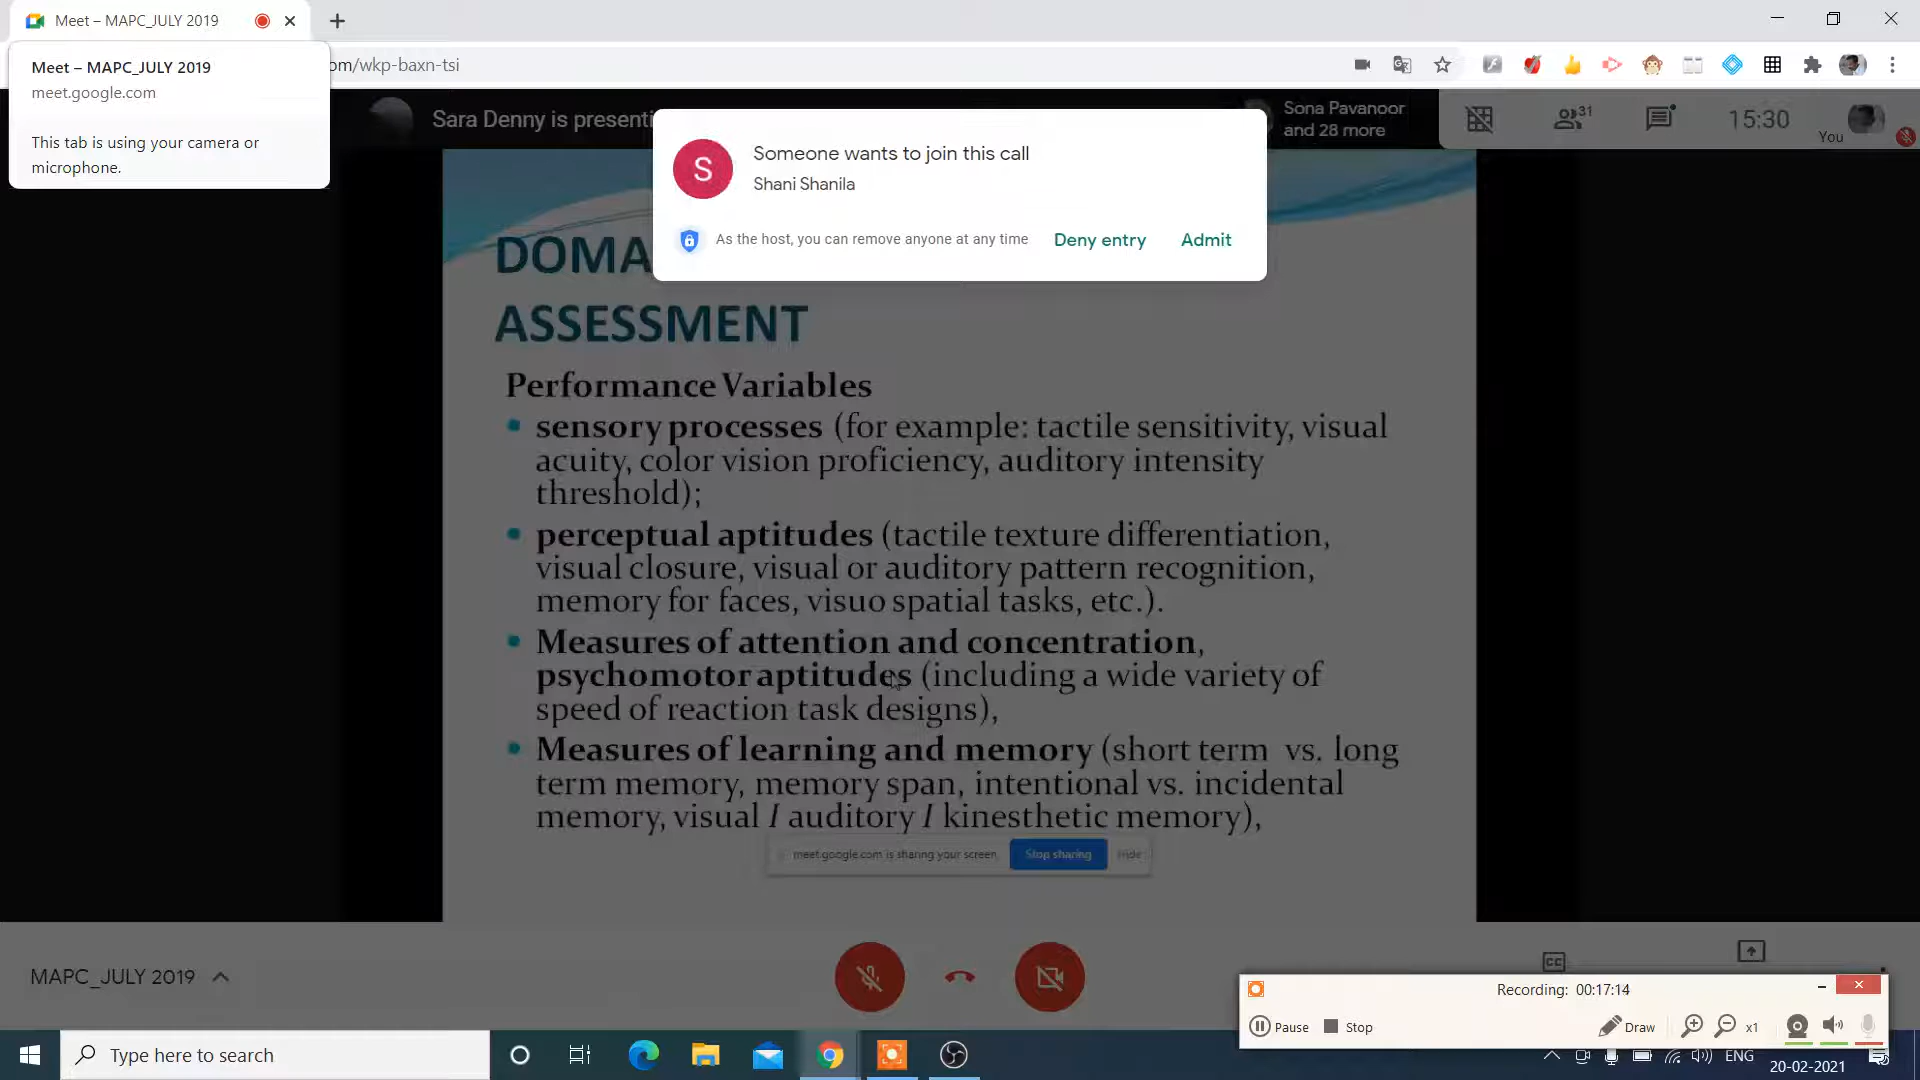 Meet – MAPC_JULY 2019
Meet – MAPC_JULY 2019
meet.google.com
This tab is using your camera or
microphone.
om/wkp-baxn-tsi
Sara Denny is presenti
Sona Pavanoor
and 28 more
31
15:30
You
S
Someone wants to join this call
Shani Shanila
As the host, you can remove anyone at any time
Deny entry
Admit
DOMA
ASSESSMENT
Performance Variables
• sensory processes (for example: tactile sensitivity, visual
acuity, color vision proficiency, auditory intensity
threshold);
• perceptual aptitudes (tactile texture differentiation,
visual closure, visual or auditory pattern recognition,
memory for faces, visuo spatial tasks, etc.).
• Measures of attention and concentration,
psychomotor aptitudes (including a wide variety of
speed of reaction task designs),
• Measures of learning and memory (short term vs. long
term memory, memory span, intentional vs. incidental
memory, visual I auditory I kinesthetic memory),
meet.google.com is sharing your screen
Stop sharing
Hide
MAPC_JULY 2019
CC
Recording: 00:17:14
Pause
Stop
Draw
x1
Type here to search
ENG
20-02-2021